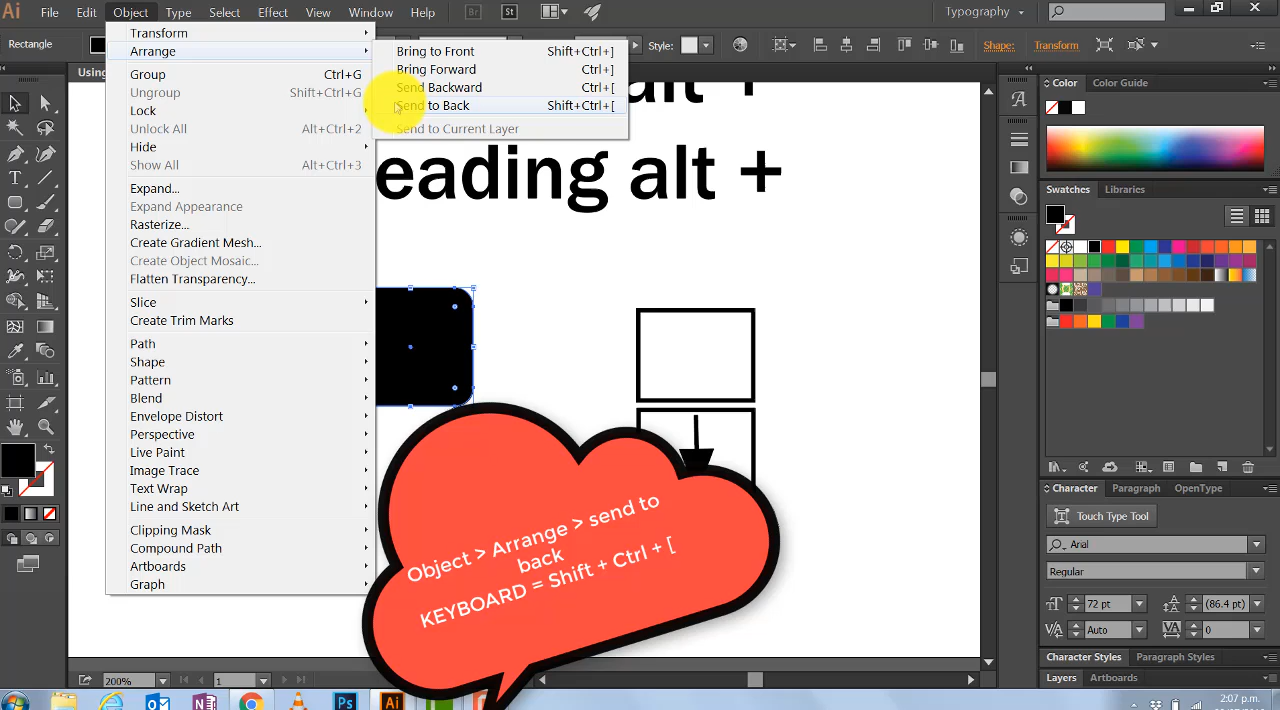 Ai File Edit Object Type Select Effect View Window Help Br St Typography
Rectangle Style: Shape: Transform
Transform
Arrange
Group Ctrl+G
Ungroup Shift+Ctrl+G
Lock
Unlock All Alt+Ctrl+2
Hide
Show All Alt+Ctrl+3
Expand...
Expand Appearance
Rasterize...
Create Gradient Mesh...
Create Object Mosaic...
Flatten Transparency...
Slice
Create Trim Marks
Path
Shape
Pattern
Blend
Envelope Distort
Perspective
Live Paint
Image Trace
Text Wrap
Line and Sketch Art
Clipping Mask
Compound Path
Artboards
Graph
Bring to Front Shift+Ctrl+]
Bring Forward Ctrl+]
Send Backward Ctrl+[
Send to Back Shift+Ctrl+[
Send to Current Layer
Using
alt +
eading alt +
Object > Arrange > send to
back
KEYBOARD = Shift + Ctrl + [
Color Color Guide
Swatches Libraries
Character Paragraph OpenType
Touch Type Tool
Arial
Regular
72 pt (86.4 pt)
Auto 0
Character Styles Paragraph Styles
Layers Artboards
200% 1
Ps Ai
2:07 p.m.